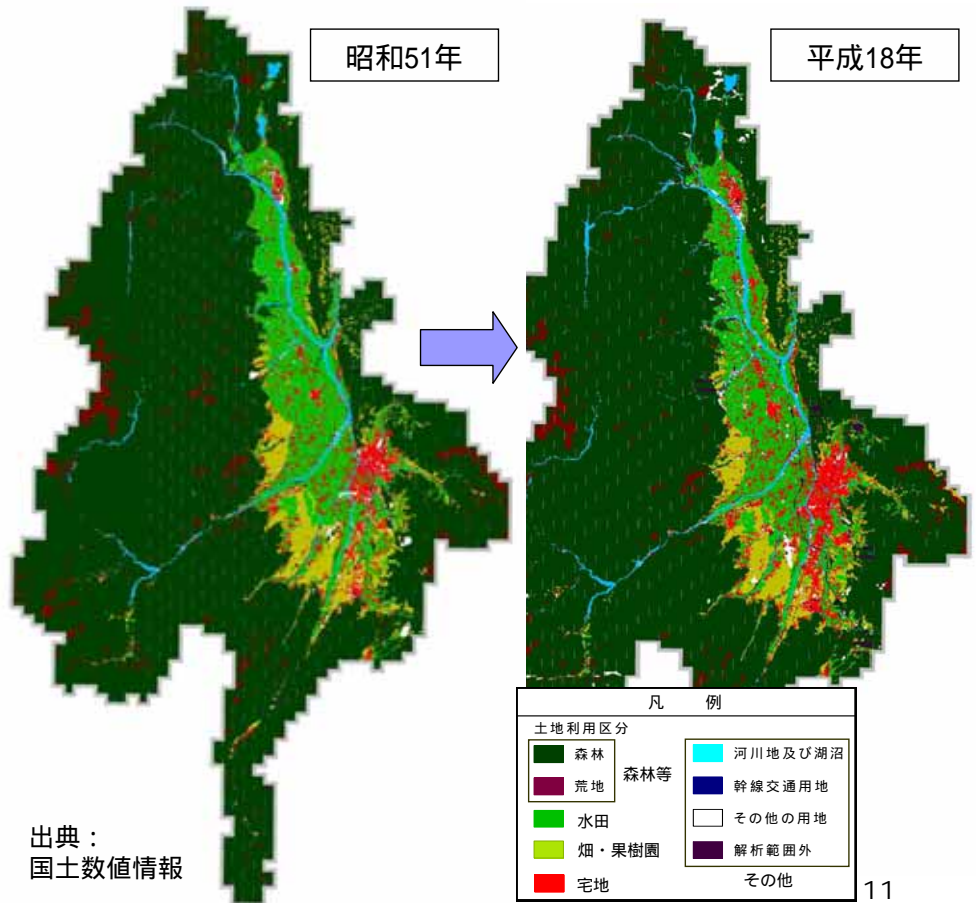 昭和51年
平成18年
凡 例
土地利用区分
森林
荒地
森林等
水田
畑・果樹園
宅地
河川地及び湖沼
幹線交通用地
その他の用地
解析範囲外
その他
出典：
国土数値情報
11